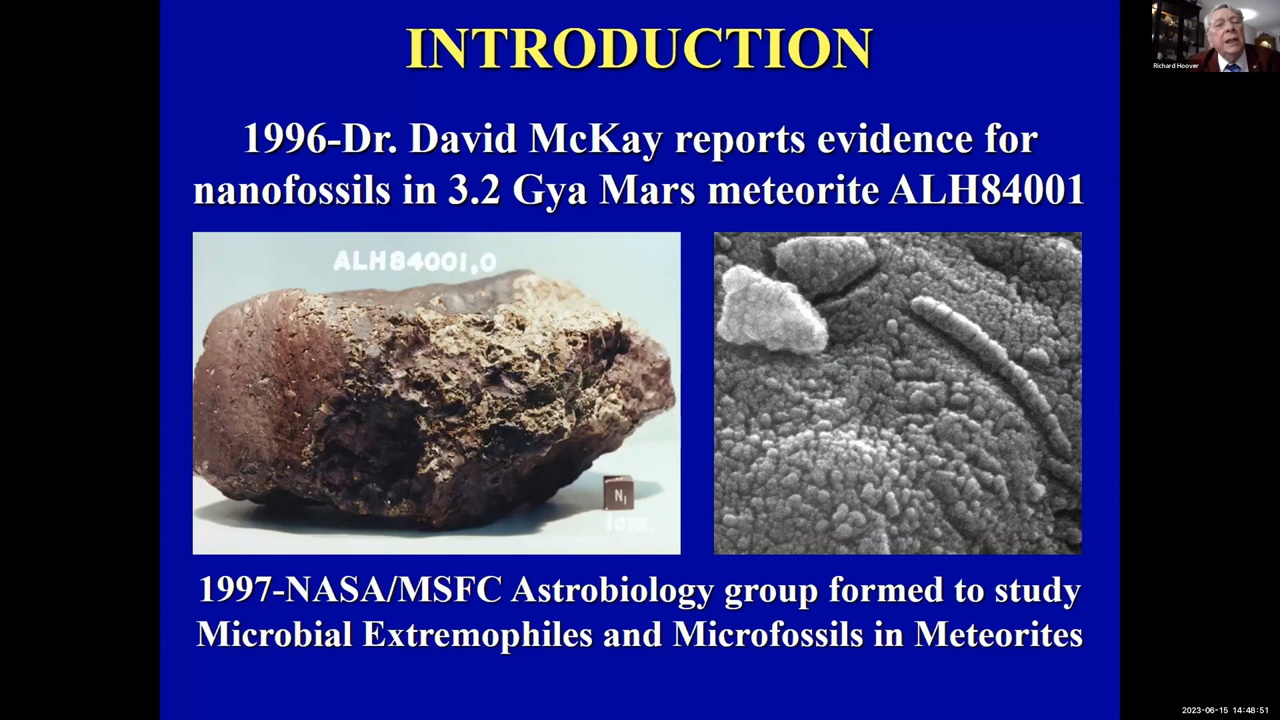 INTRODUCTION
Richard Hoover
1996-Dr. David McKay reports evidence for
nanofossils in 3.2 Gya Mars meteorite ALH84001
ALH84001,0
N1
1cm.
1997-NASA/MSFC Astrobiology group formed to study
Microbial Extremophiles and Microfossils in Meteorites
2023-06-15 14:48:51